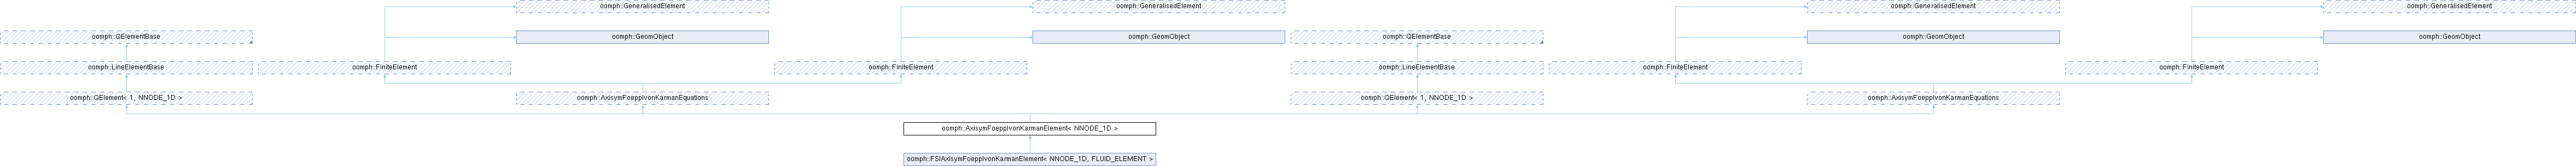 oomph::GeneralisedElement
oomph::GeneralisedElement
oomph::GeneralisedElement
oomph::GeneralisedElement
oomph::QElementBase
oomph::GeomObject
oomph::GeomObject
oomph::QElementBase
oomph::GeomObject
oomph::GeomObject
oomph::LineElementBase
oomph::FiniteElement
oomph::FiniteElement
oomph::LineElementBase
oomph::FiniteElement
oomph::FiniteElement
oomph::QElement< 1, NNODE_1D >
oomph::AxisymFoepplvonKarmanEquations
oomph::QElement< 1, NNODE_1D >
oomph::AxisymFoepplvonKarmanEquations
oomph::AxisymFoepplvonKarmanElement< NNODE_1D >
oomph::FSIAxisymFoepplvonKarmanElement< NNODE_1D, FLUID_ELEMENT >